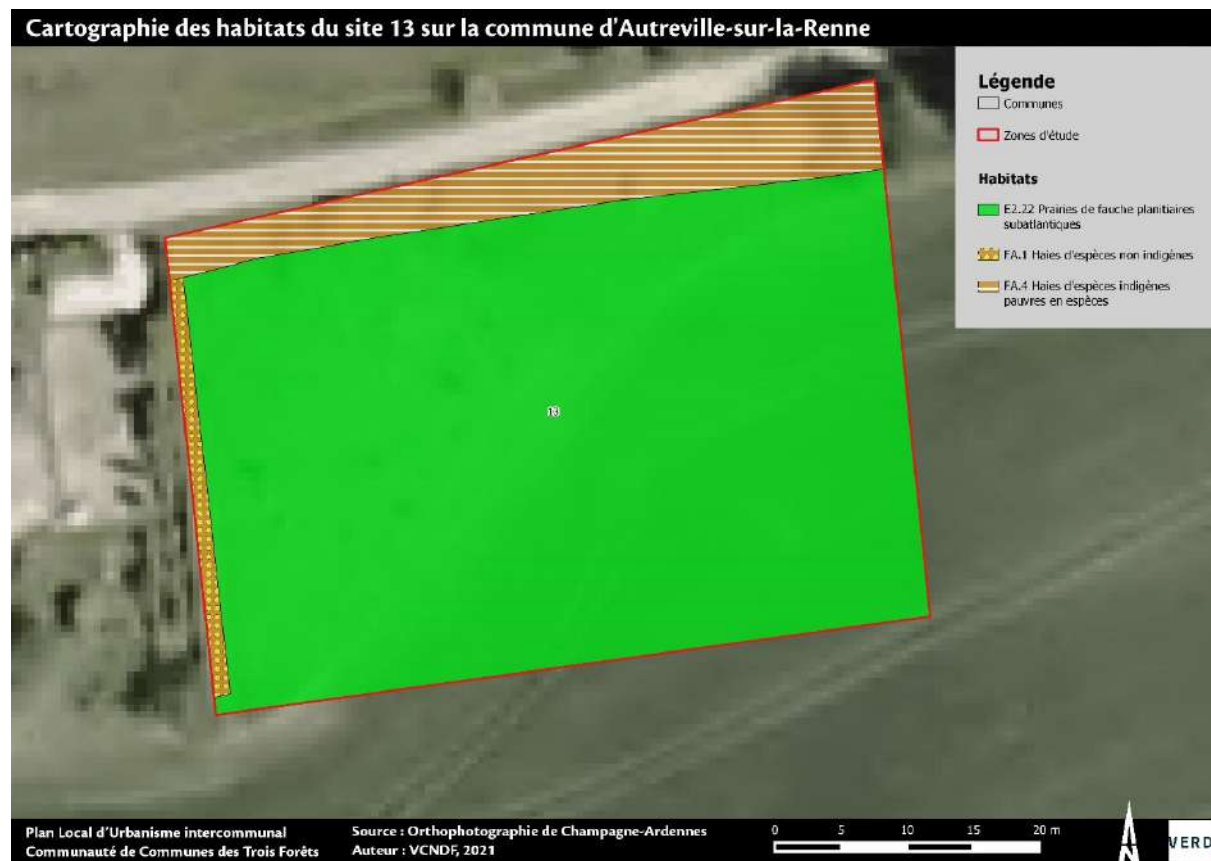 Cartographie des habitats du site 13 sur la commune d'Autreville-sur-la-Renne
Légende
Communes
Zones d'étude
Habitats
E2.22 Prairies de fauche planitiaires
subatlantiques
FA.1 Haies d'espèces non indigènes
FA.4 Haies d'espèces indigènes
pauvres en espèces
13
Plan Local d'Urbanisme intercommunal
Communauté de Communes des Trois Forêts
Source : Orthophotographie de Champagne-Ardennes
Auteur : VCNDF, 2021
0 5 10 15 20 m
N
VERD